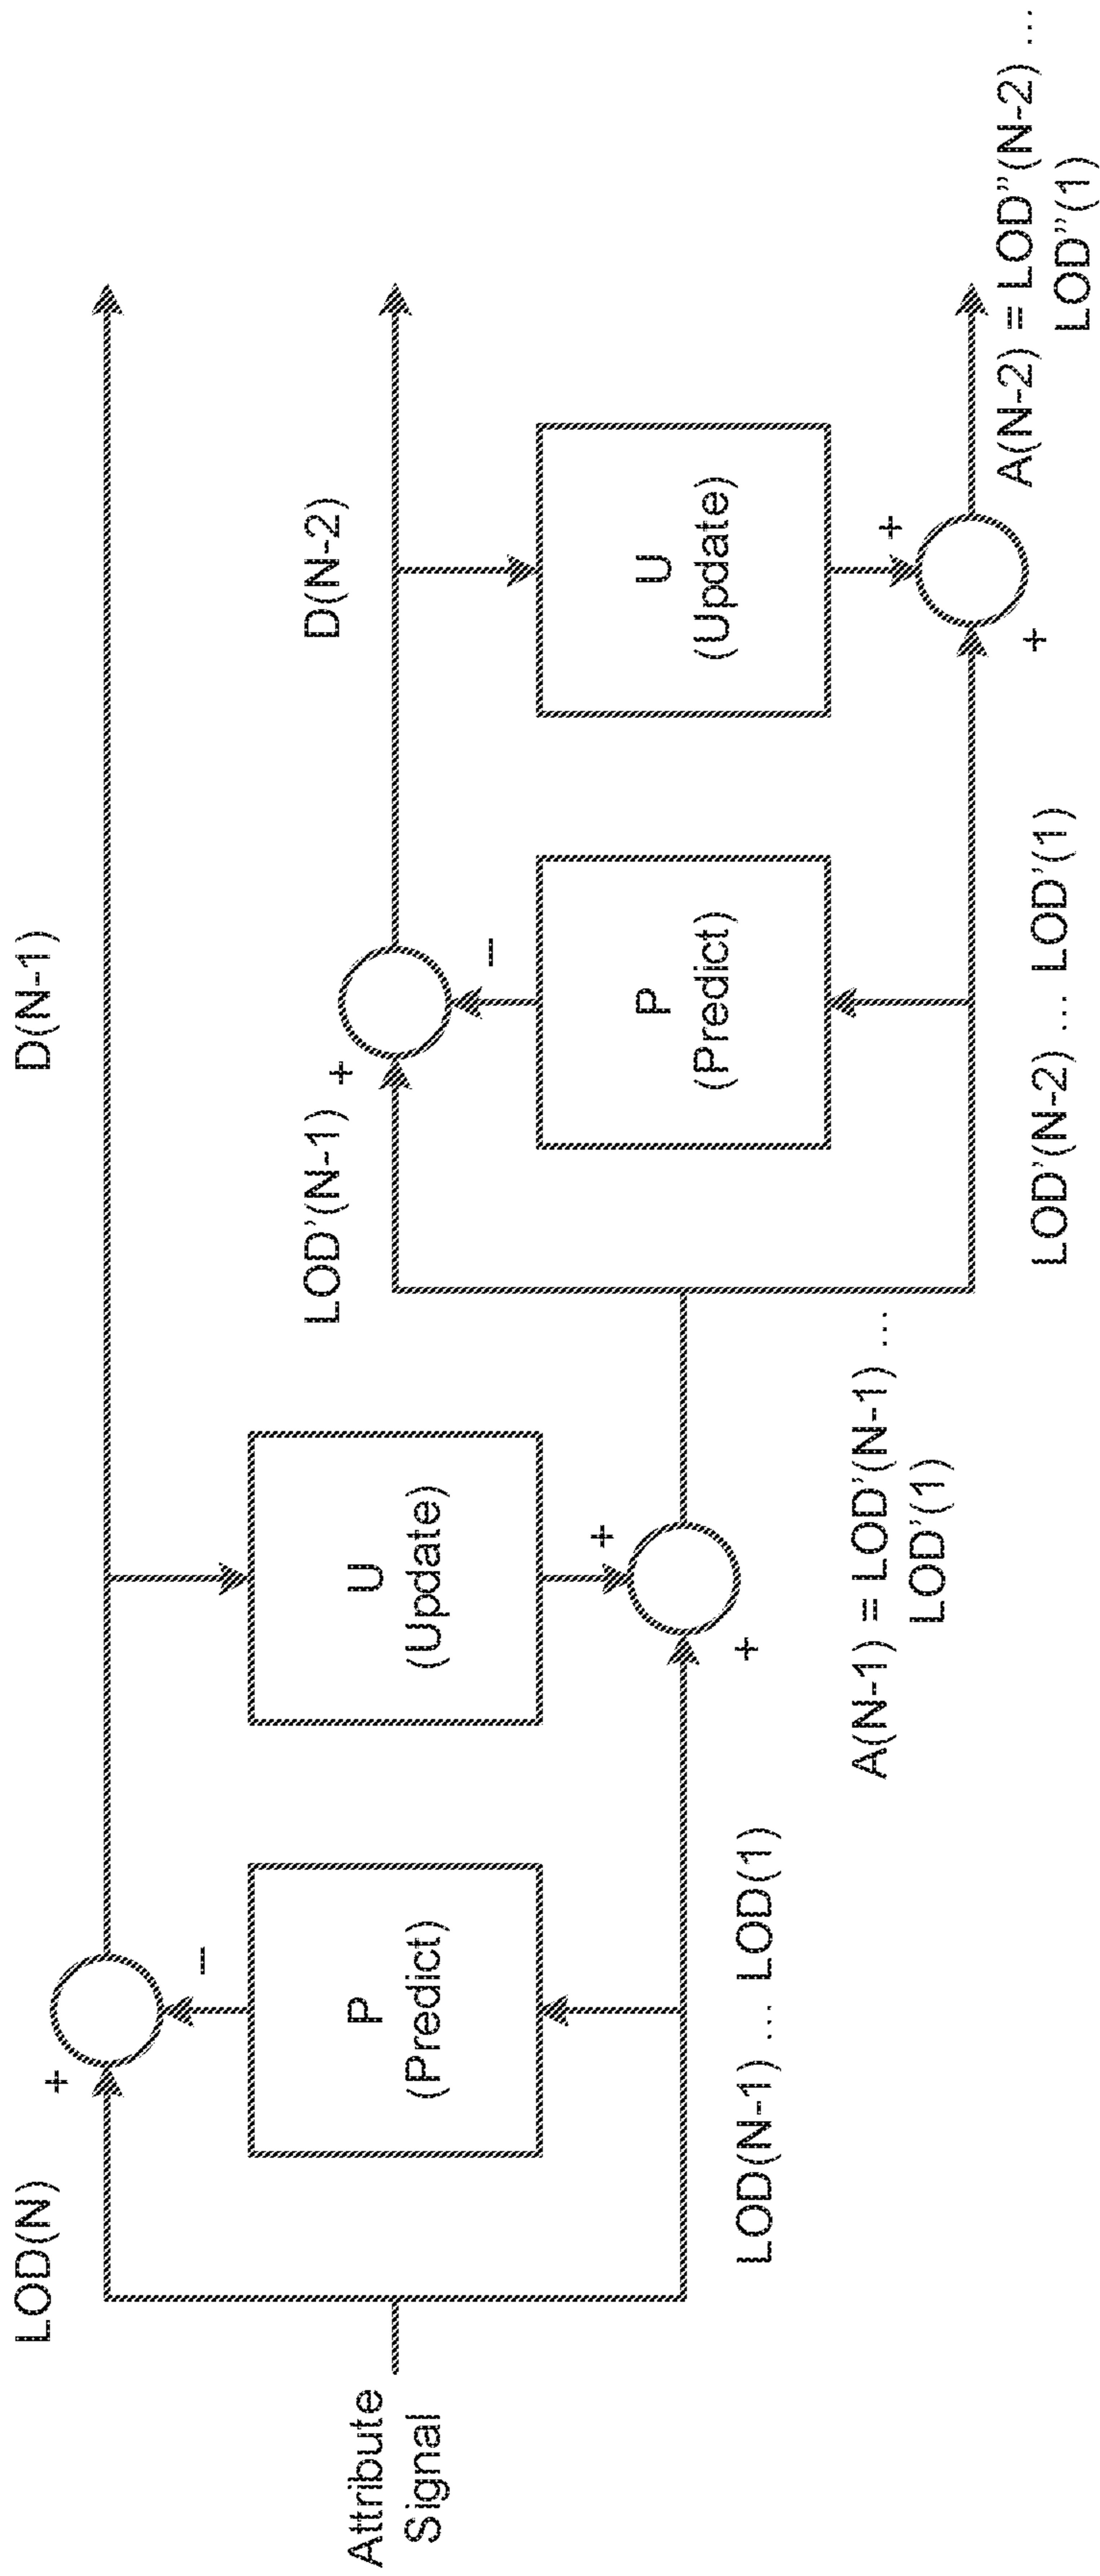 Attribute
Signal
LOD(N)
+
−
P
(Predict)
LOD(N-1) ... LOD(1)
D(N-1)
U
(Update)
+
+
A(N-1) = LOD’(N-1) ...
LOD’(1)
LOD’(N-1)
+
−
P
(Predict)
LOD’(N-2) ... LOD’(1)
D(N-2)
U
(Update)
+
+
A(N-2) = LOD”(N-2) ...
LOD”(1)